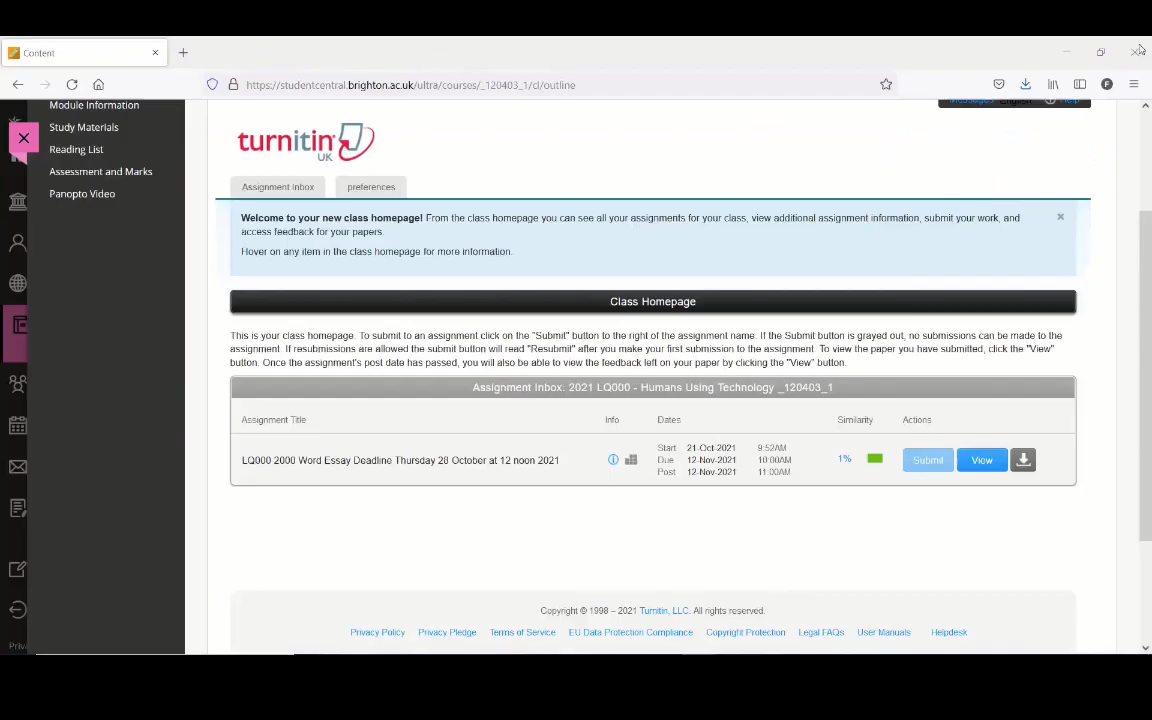 Content
https://studentcentral.brighton.ac.uk/ultra/courses/_120403_1/cl/outline
F
Module Information
Study Materials
Reading List
Assessment and Marks
Panopto Video
Messages English Help
turnitin
UK
Assignment Inbox preferences
Welcome to your new class homepage! From the class homepage you can see all your assignments for your class, view additional assignment information, submit your work, and
access feedback for your papers.
Hover on any item in the class homepage for more information.
Class Homepage
This is your class homepage. To submit to an assignment click on the "Submit" button to the right of the assignment name. If the Submit button is grayed out, no submissions can be made to the
assignment. If resubmissions are allowed the submit button will read "Resubmit" after you make your first submission to the assignment. To view the paper you have submitted, click the "View"
button. Once the assignment's post date has passed, you will also be able to view the feedback left on your paper by clicking the "View" button.
Assignment Inbox: 2021 LQ000 - Humans Using Technology _120403_1
Assignment Title Info Dates Similarity Actions
Start 21-Oct-2021 9:52AM
LQ000 2000 Word Essay Deadline Thursday 28 October at 12 noon 2021 Due 12-Nov-2021 10:00AM 1% Submit View
Post 12-Nov-2021 11:00AM
Copyright © 1998 – 2021 Turnitin, LLC. All rights reserved.
Privacy Policy Privacy Pledge Terms of Service EU Data Protection Compliance Copyright Protection Legal FAQs User Manuals Helpdesk
Priv